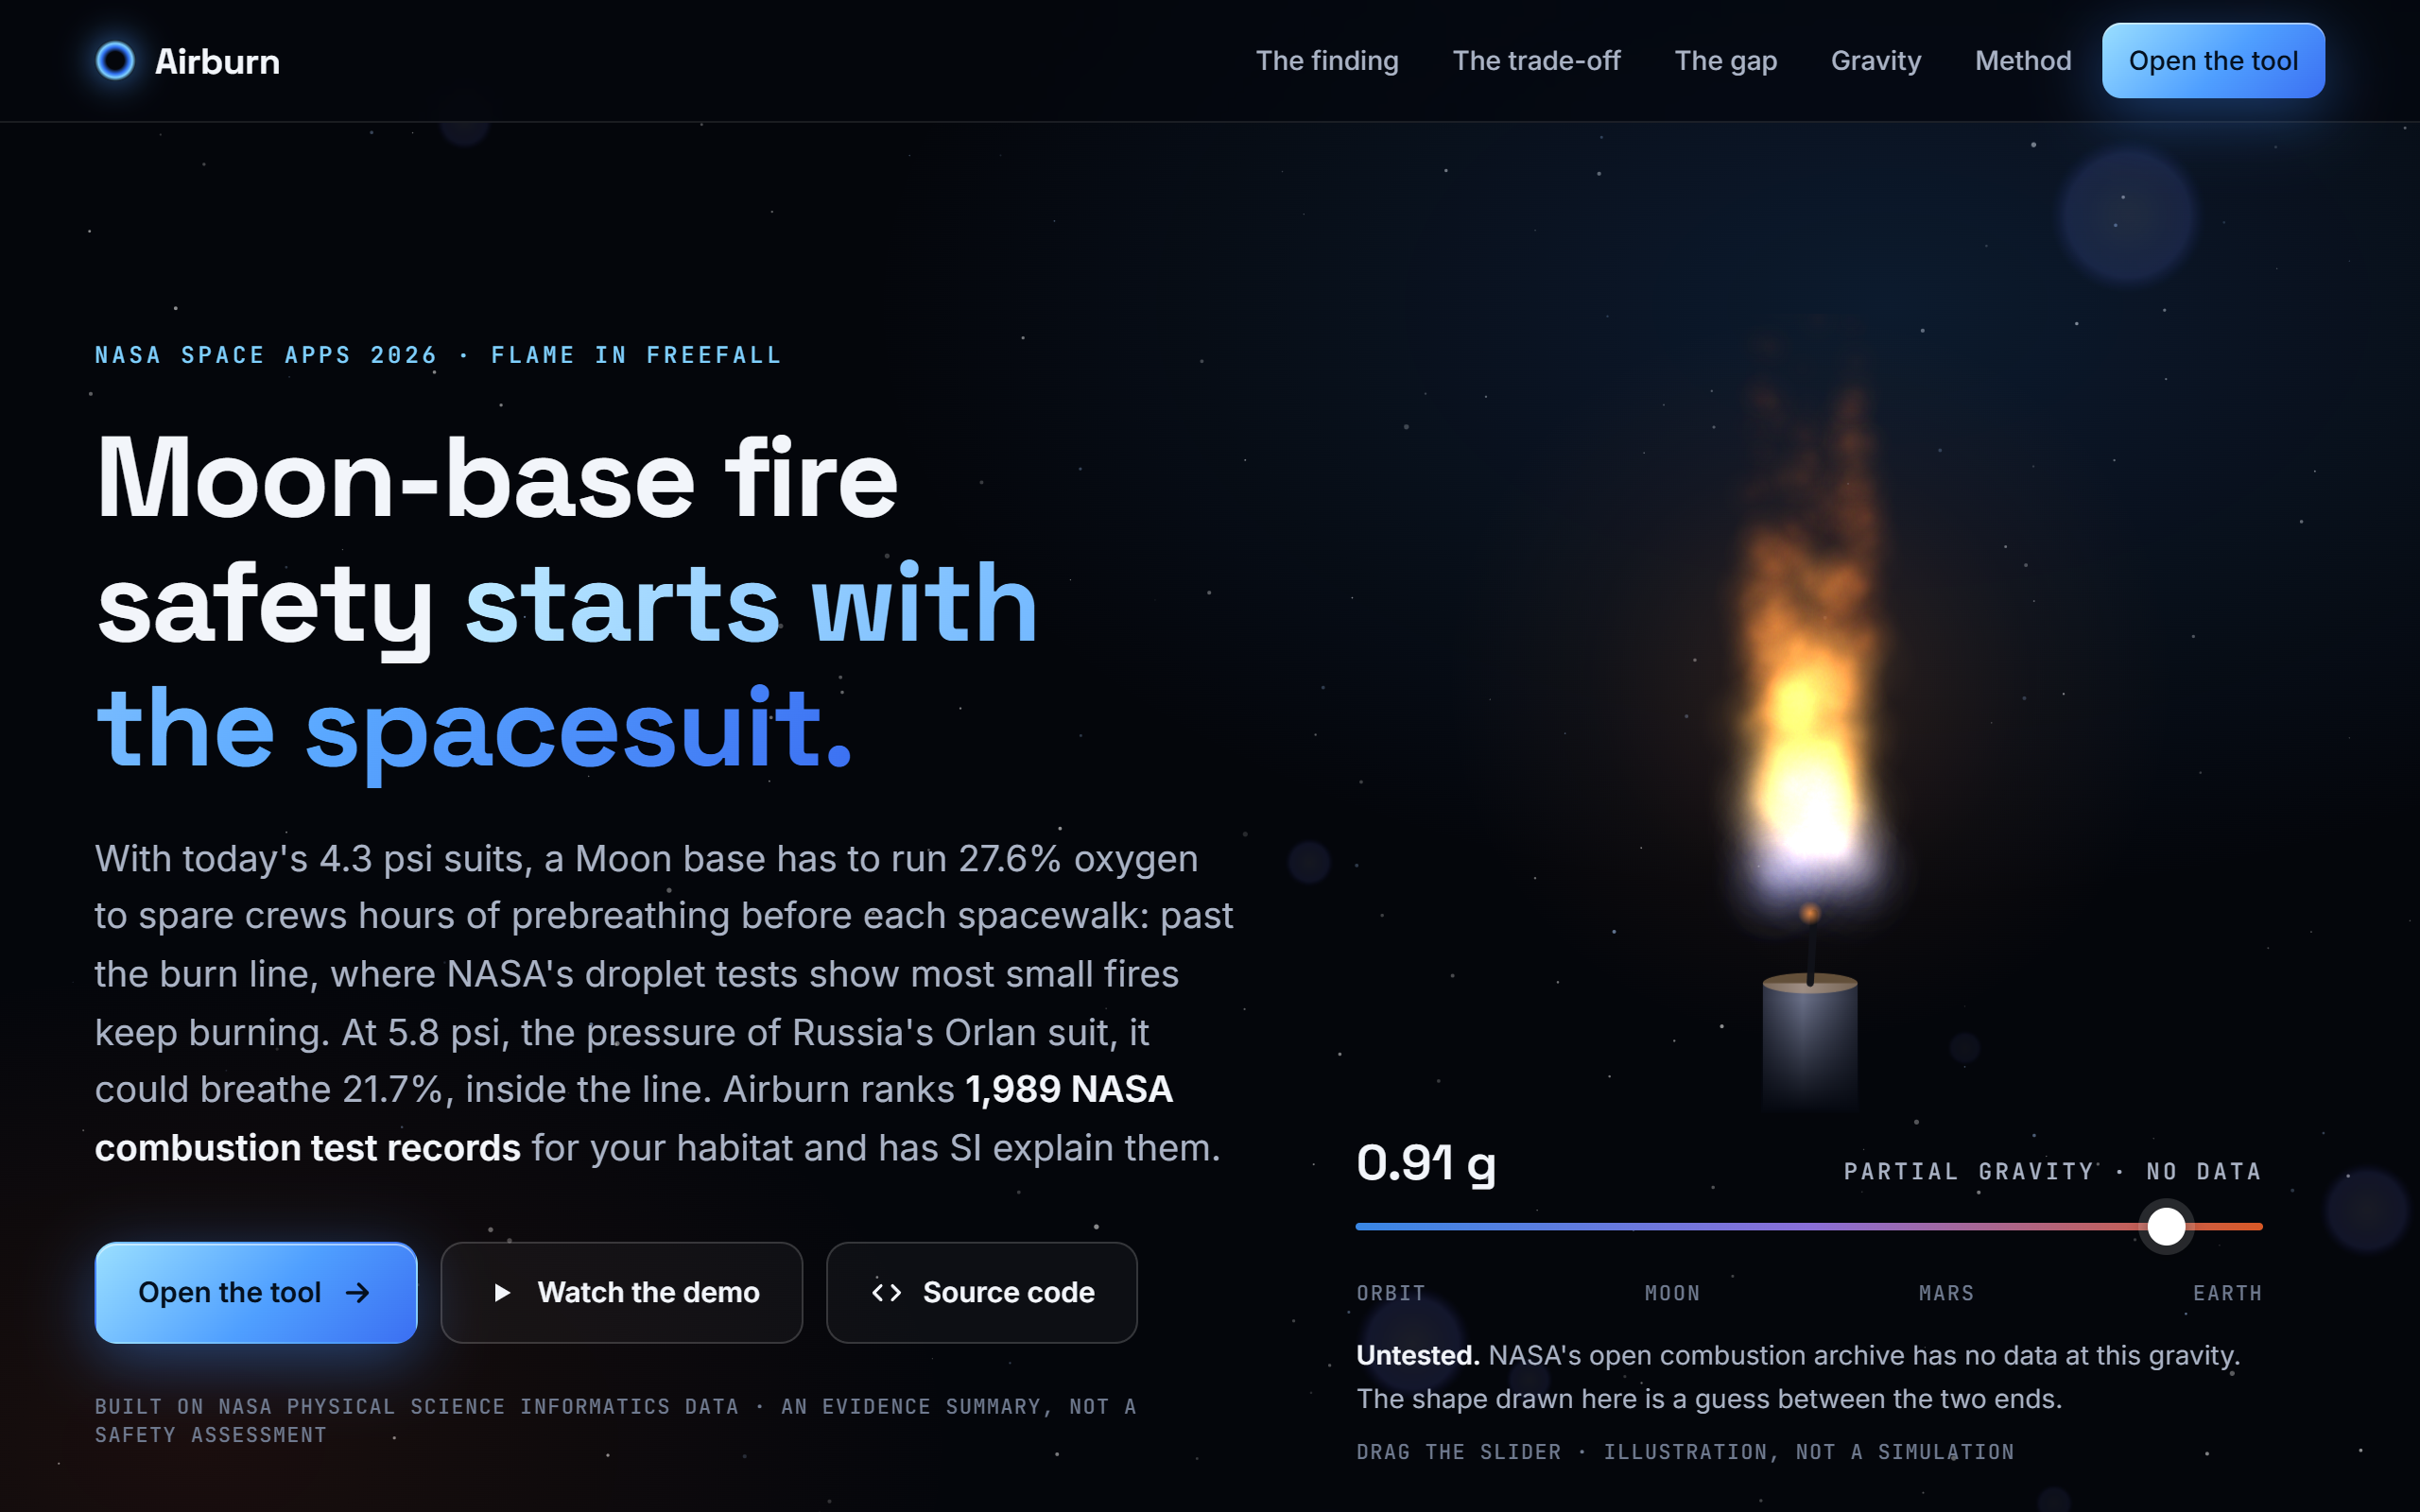 Airburn
The finding
The trade-off
The gap
Gravity
Method
Open the tool
NASA SPACE APPS 2026 · FLAME IN FREEFALL
Moon-base fire
safety starts with
the spacesuit.
With today's 4.3 psi suits, a Moon base has to run 27.6% oxygen
to spare crews hours of prebreathing before each spacewalk: past
the burn line, where NASA's droplet tests show most small fires
keep burning. At 5.8 psi, the pressure of Russia's Orlan suit, it
could breathe 21.7%, inside the line. Airburn ranks 1,989 NASA
combustion test records for your habitat and has SI explain them.
Open the tool →
Watch the demo
Source code
BUILT ON NASA PHYSICAL SCIENCE INFORMATICS DATA · AN EVIDENCE SUMMARY, NOT A
SAFETY ASSESSMENT
0.91 g
PARTIAL GRAVITY · NO DATA
ORBIT
MOON
MARS
EARTH
Untested. NASA's open combustion archive has no data at this gravity.
The shape drawn here is a guess between the two ends.
DRAG THE SLIDER · ILLUSTRATION, NOT A SIMULATION